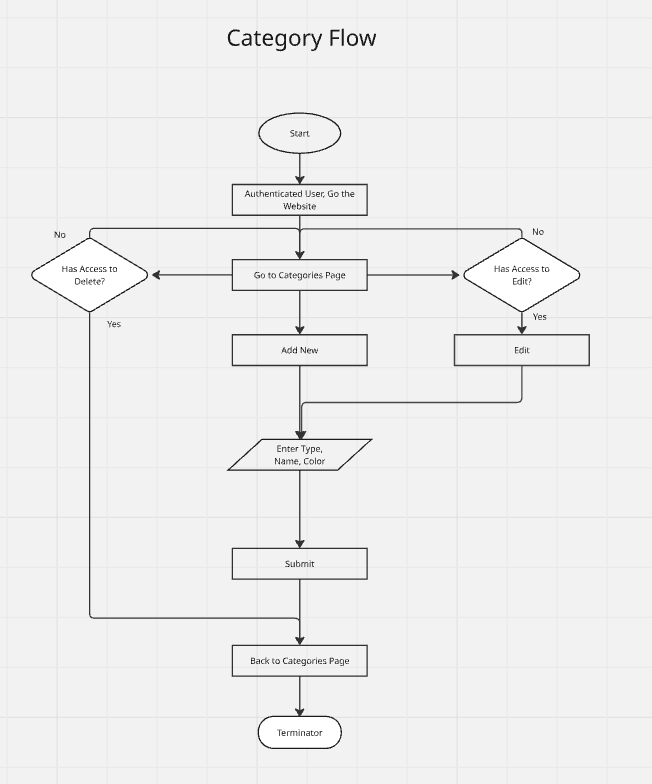 Category Flow
Start
Authenticated User, Go the
Website
No
No
Has Access to
Delete?
Go to Categories Page
Has Access to
Edit?
Yes
Yes
Add New
Edit
Enter Type,
Name, Color
Submit
Back to Categories Page
Terminator